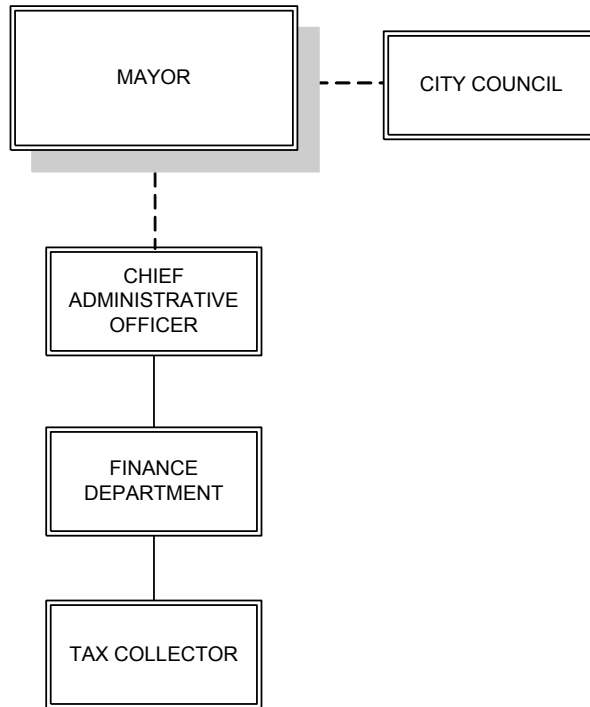 MAYOR
CITY COUNCIL
CHIEF
ADMINISTRATIVE
OFFICER
FINANCE
DEPARTMENT
TAX COLLECTOR